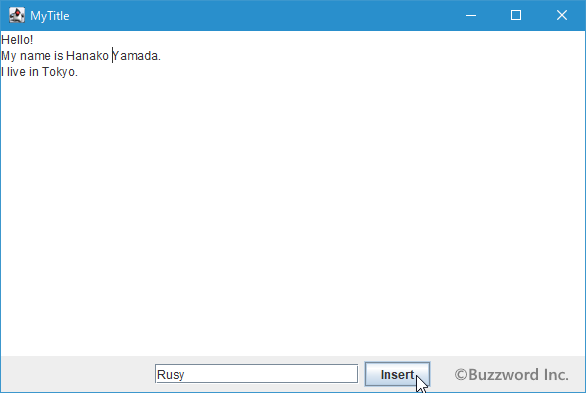 MyTitle
Hello!
My name is Hanako Yamada.
I live in Tokyo.
Rusy
Insert
©Buzzword Inc.